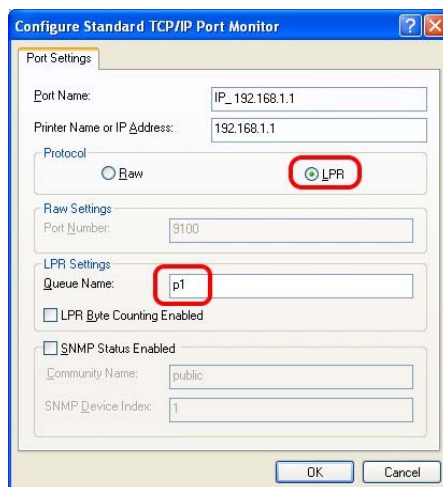 Configure Standard TCP/IP Port Monitor
Port Settings
Port Name: IP_192.168.1.1
Printer Name or IP Address: 192.168.1.1
Protocol
Raw LPR
Raw Settings
Port Number: 9100
LPR Settings
Queue Name: p1
LPR Byte Counting Enabled
SNMP Status Enabled
Community Name: public
SNMP Device Index: 1
OK Cancel